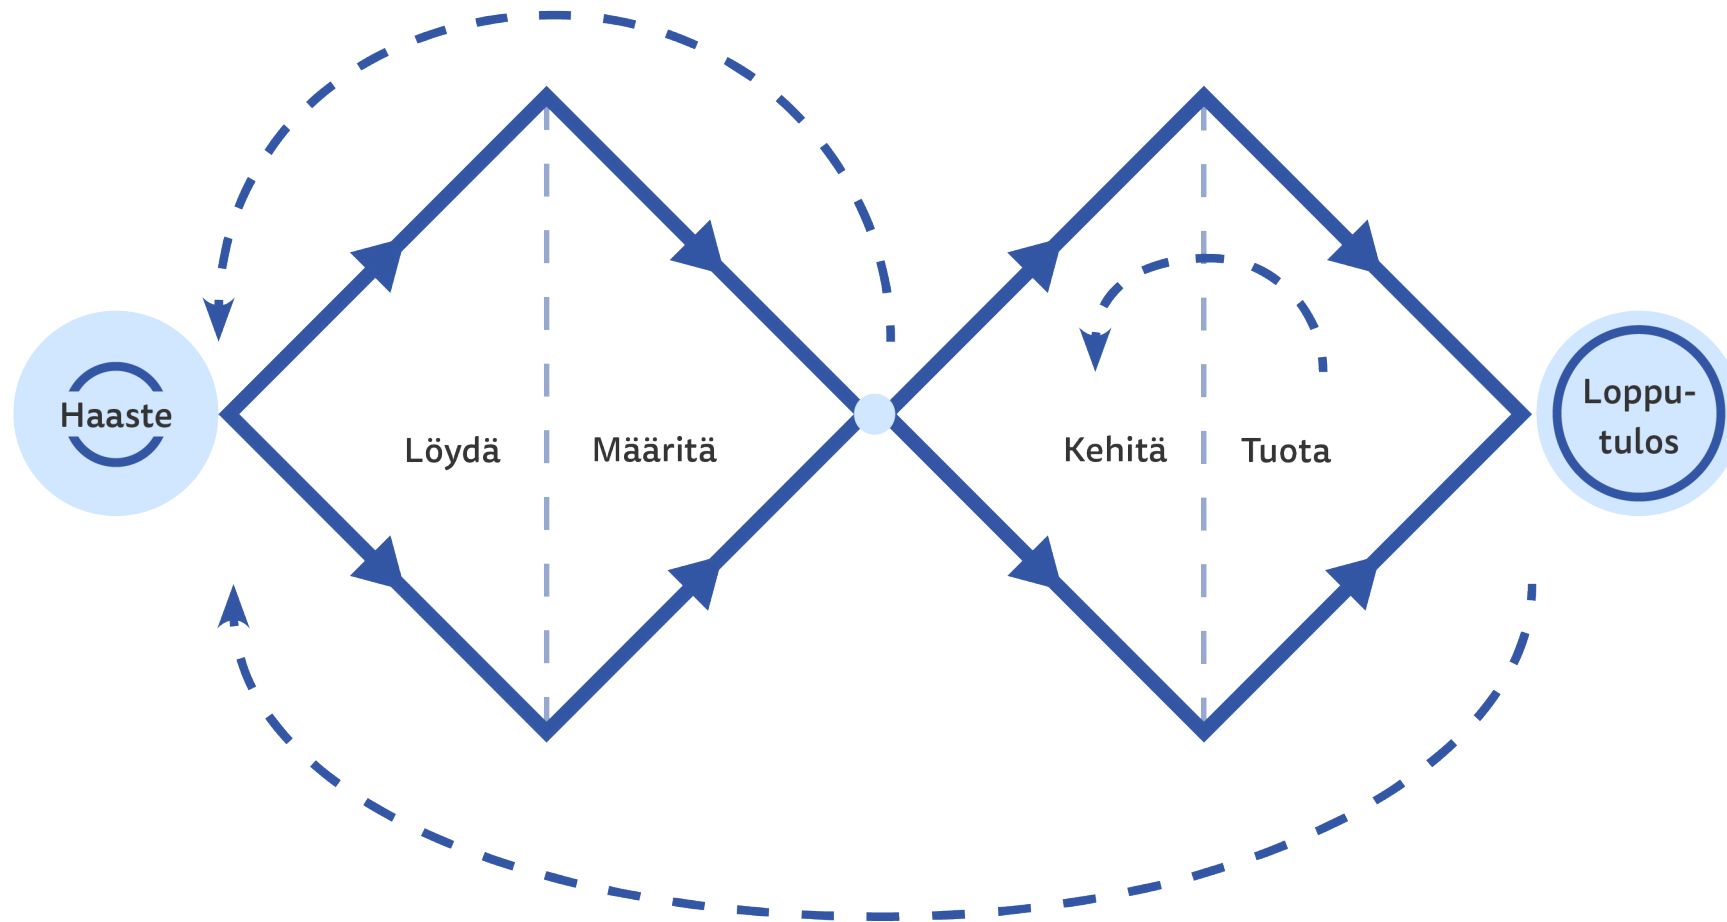 Haaste
Löydä
Määritä
Kehitä
Tuota
Loppu-
tulos